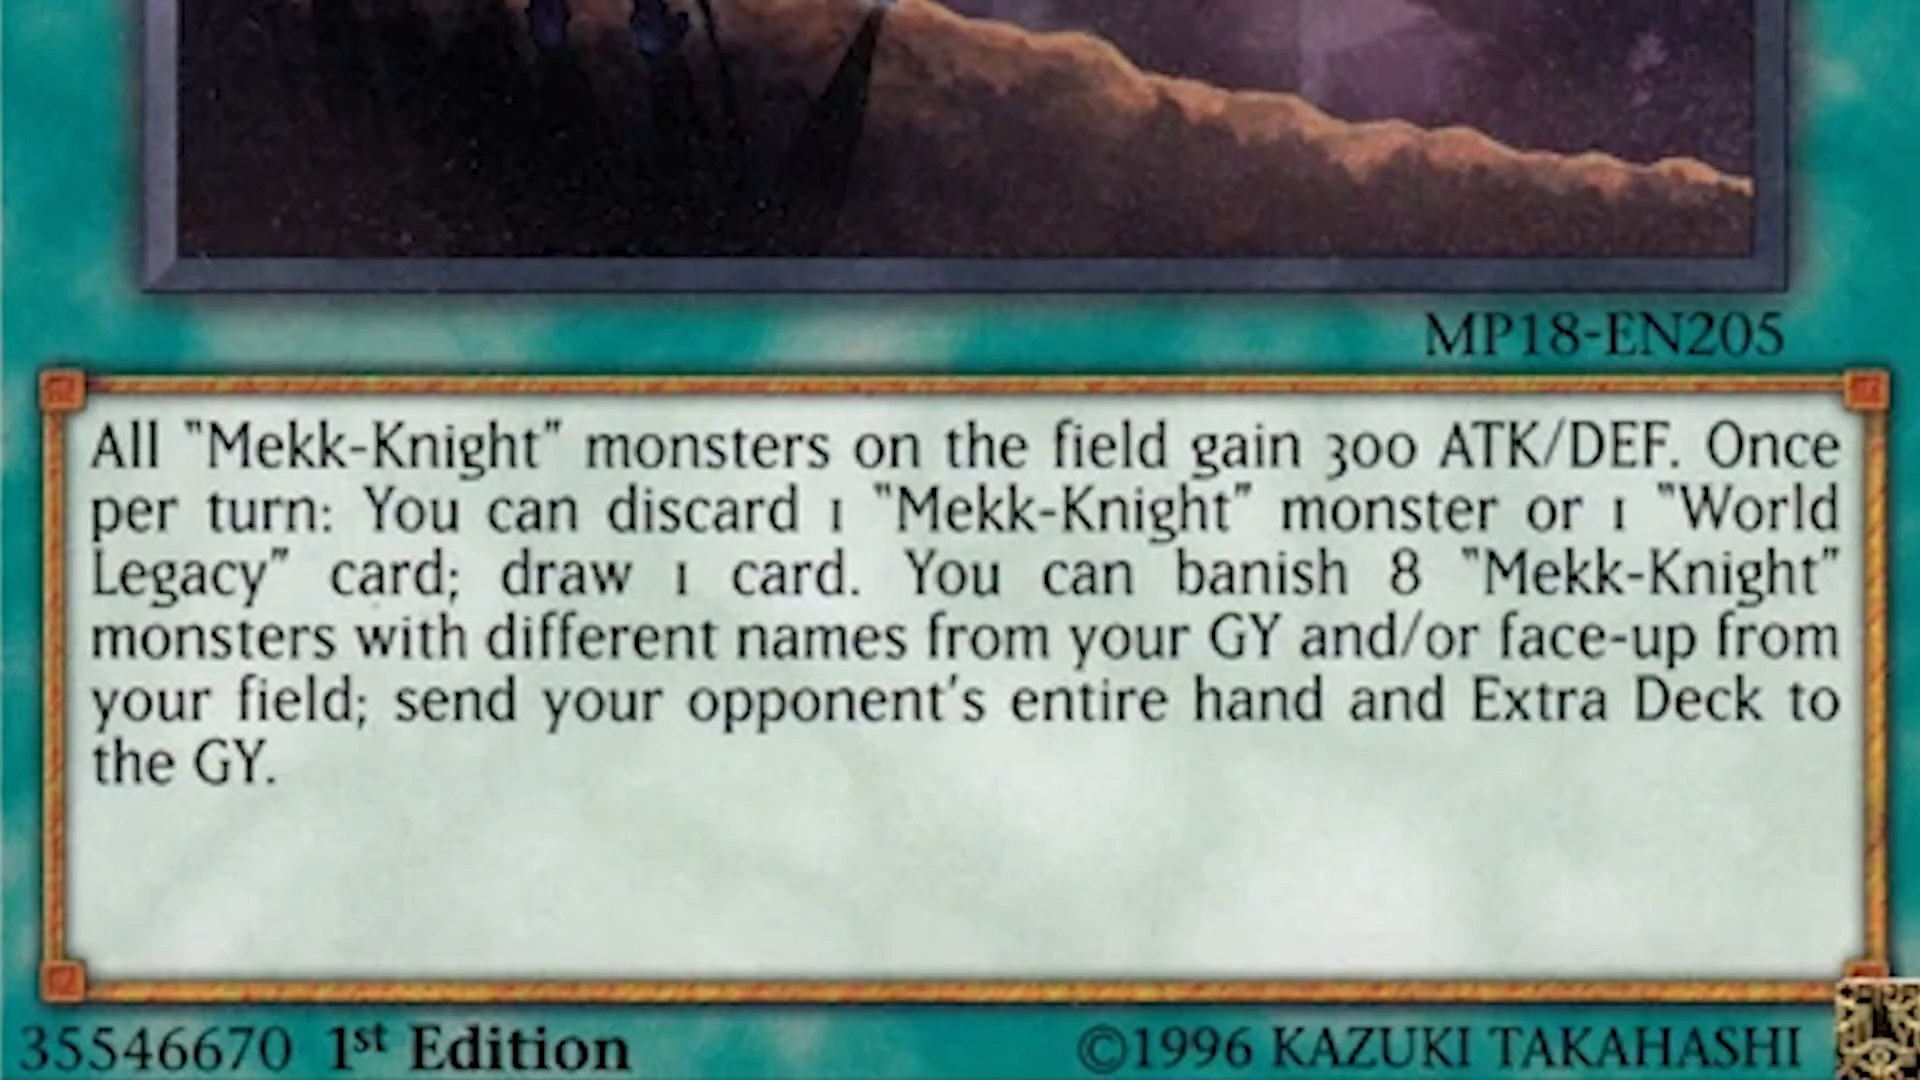 MP18-EN205
All "Mekk-Knight" monsters on the field gain 300 ATK/DEF. Once
per turn: You can discard 1 "Mekk-Knight" monster or 1 "World
Legacy" card; draw 1 card. You can banish 8 "Mekk-Knight"
monsters with different names from your GY and/or face-up from
your field; send your opponent's entire hand and Extra Deck to
the GY.
35546670 1st Edition ©1996 KAZUKI TAKAHASHI